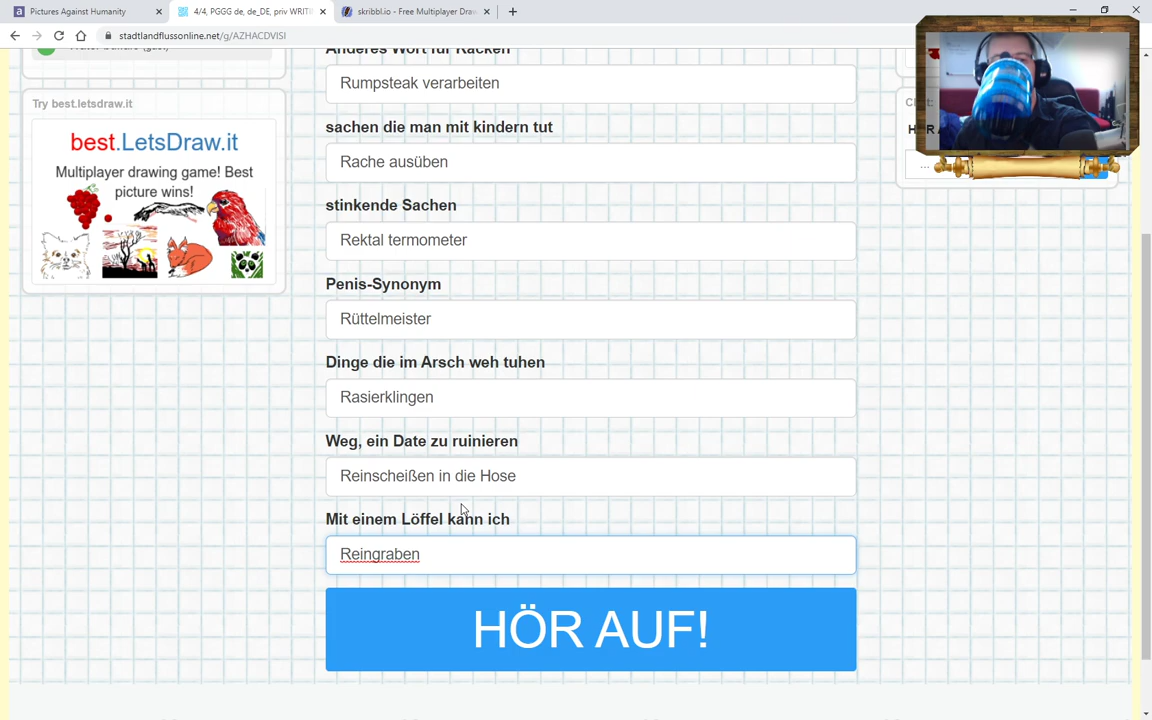 Pictures Against Humanity
4/4, PGGG de, de_DE, priv WRITI
skribbl.io - Free Multiplayer Draw
stadtlandflussonline.net/g/AZHACDVISI
Anderes Wort für Kacken
Rumpsteak verarbeiten
Try best.letsdraw.it
best.LetsDraw.it
Multiplayer drawing game! Best
picture wins!
sachen die man mit kindern tut
Rache ausüben
stinkende Sachen
Rektal termometer
Penis-Synonym
Rüttelmeister
Dinge die im Arsch weh tuhen
Rasierklingen
Weg, ein Date zu ruinieren
Reinscheißen in die Hose
Mit einem Löffel kann ich
Reingraben
HÖR AUF!